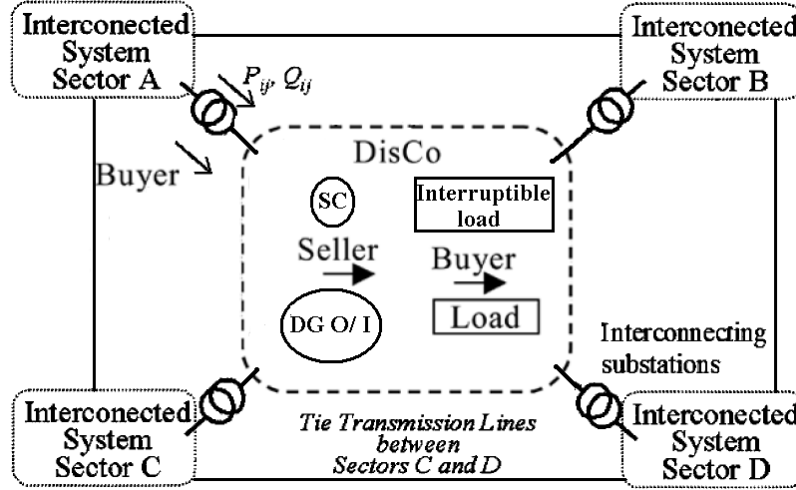 Interconected
System
Sector A
Interconected
System
Sector B
Pij, Qij
Buyer
DisCo
SC
Interruptible
load
Seller
Buyer
DG O/ I
Load
Interconnecting
substations
Interconected
System
Sector C
Tie Transmission Lines
between
Sectors C and D
Interconected
System
Sector D